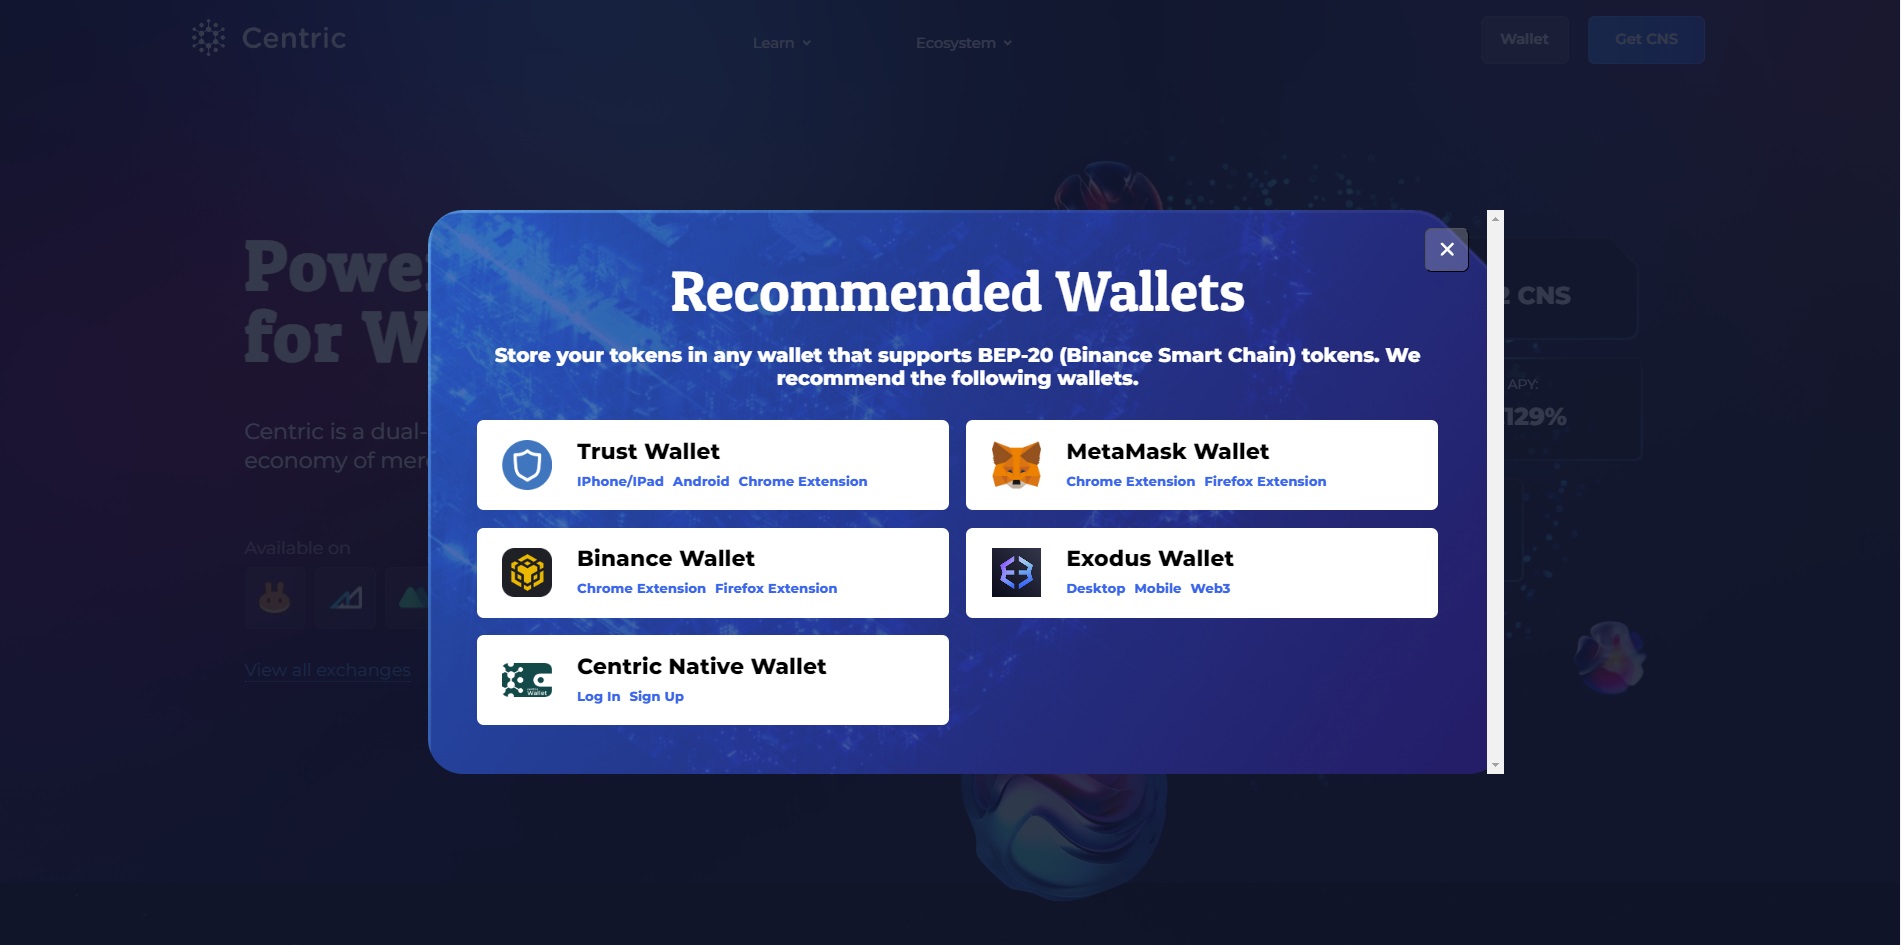 Centric
Learn
Ecosystem
Wallet
Get CNS
Recommended Wallets
Store your tokens in any wallet that supports BEP-20 (Binance Smart Chain) tokens. We
recommend the following wallets.
Trust Wallet
IPhone/IPad Android Chrome Extension
MetaMask Wallet
Chrome Extension Firefox Extension
Binance Wallet
Chrome Extension Firefox Extension
Exodus Wallet
Desktop Mobile Web3
Centric Native Wallet
Log In Sign Up
for W
Centric is a dual-
economy of mer
Available on
View all exchanges
CNS
APY:
129%